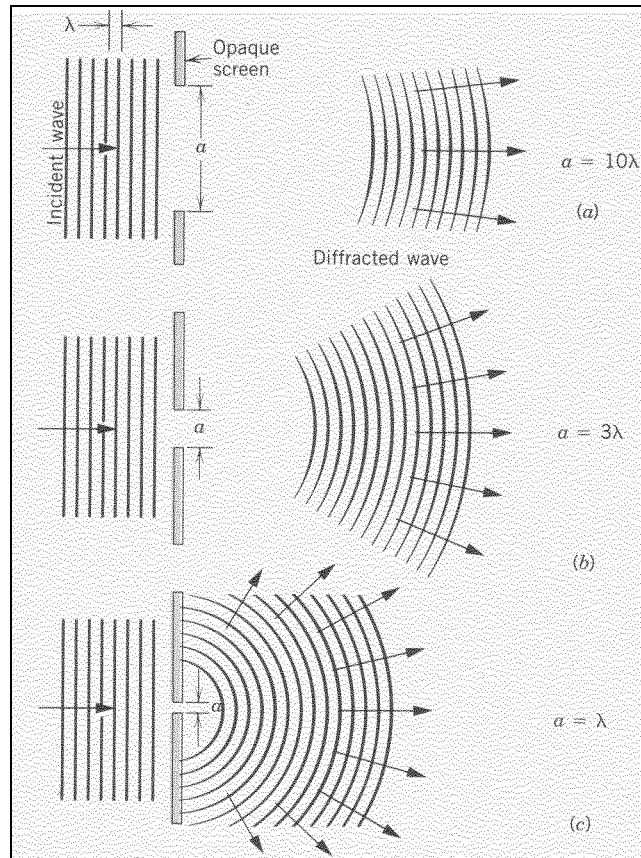 λ
Opaque
screen
Incident wave
a
a = 10λ
(a)
Diffracted wave
a
a = 3λ
(b)
a
a = λ
(c)